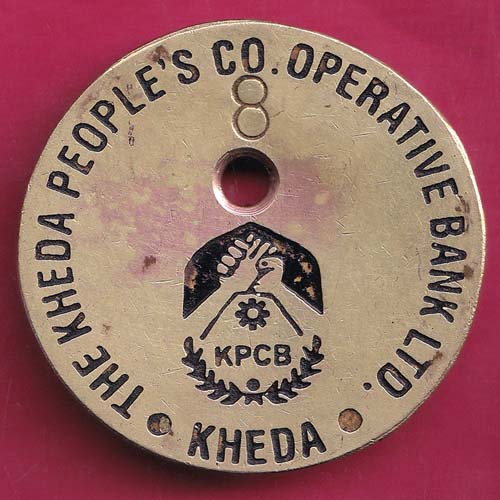 THE KHEDA PEOPLE'S CO. OPERATIVE BANK LTD.
8
KPCB
• KHEDA •